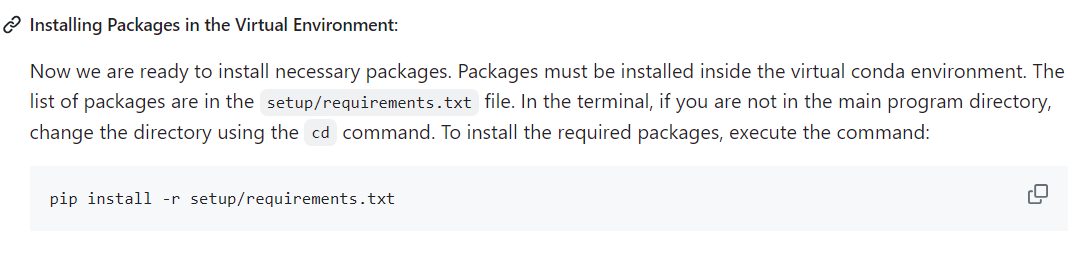 Installing Packages in the Virtual Environment:
Now we are ready to install necessary packages. Packages must be installed inside the virtual conda environment. The
list of packages are in the setup/requirements.txt file. In the terminal, if you are not in the main program directory,
change the directory using the cd command. To install the required packages, execute the command:
pip install -r setup/requirements.txt